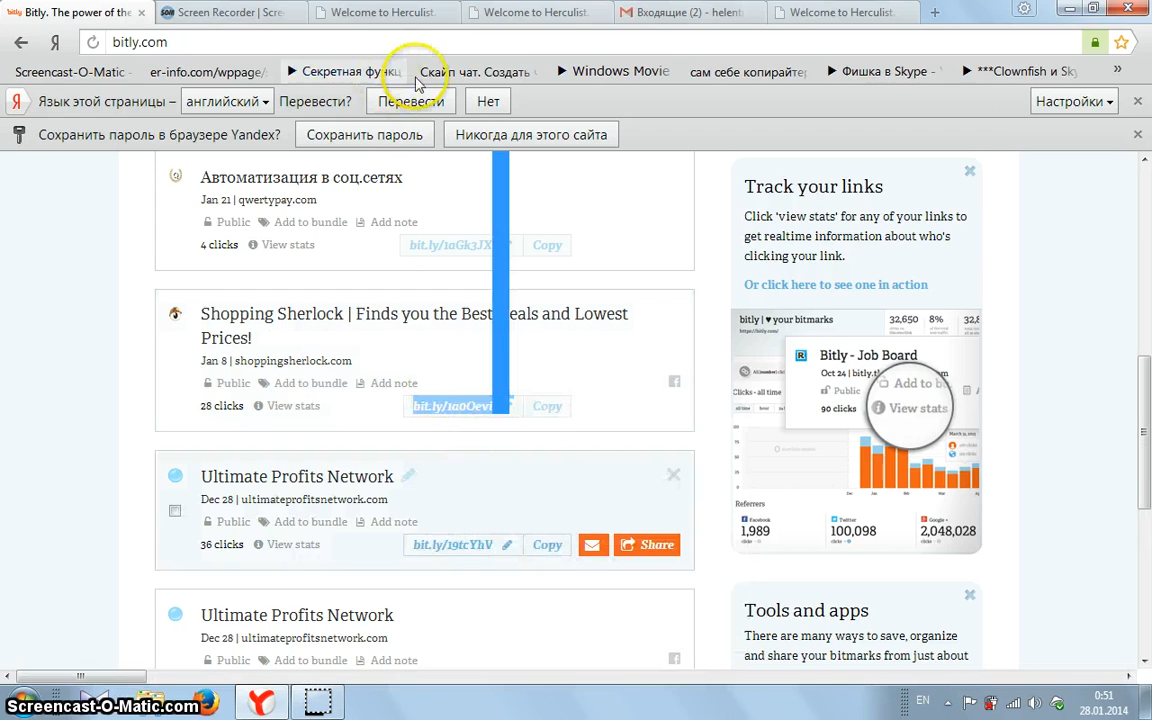 Bitly. The power of the
Screen Recorder | Scre
Welcome to Herculist.
Welcome to Herculist.
Входящие (2) - helent
Welcome to Herculist.
bitly.com
Screencast-O-Matic -
er-info.com/wppage/
Секретная функц
Скайп чат. Создать
Windows Movie
сам себе копирайтер
Фишка в Skype -
***Clownfish и Sky
Язык этой страницы –
английский
Перевести?
Перевести
Нет
Настройки
Сохранить пароль в браузере Yandex?
Сохранить пароль
Никогда для этого сайта
Автоматизация в соц.сетях
Jan 21 | qwertypay.com
Public
Add to bundle
Add note
4 clicks
View stats
bit.ly/1aGk3JX
Copy
Shopping Sherlock | Finds you the Best Deals and Lowest
Prices!
Jan 8 | shoppingsherlock.com
Public
Add to bundle
Add note
28 clicks
View stats
Copy
Ultimate Profits Network
Dec 28 | ultimateprofitsnetwork.com
Public
Add to bundle
Add note
36 clicks
View stats
bit.ly/19tcYhV
Copy
Share
Ultimate Profits Network
Dec 28 | ultimateprofitsnetwork.com
Public
Add to bundle
Add note
Track your links
Click 'view stats' for any of your links to
get realtime information about who's
clicking your link.
Or click here to see one in action
bitly | ♥ your bitmarks
32,650
8%
32,8
Bitly - Job Board
Oct 24 | bitly.
Public
Add to b
90 clicks
View stats
Clicks - all time
Referrers
Facebook
1,989
Twitter
100,098
Google +
2,048,028
Tools and apps
There are many ways to save, organize
and share your bitmarks from just about
Screencast-O-Matic.com
EN
0:51
28.01.2014